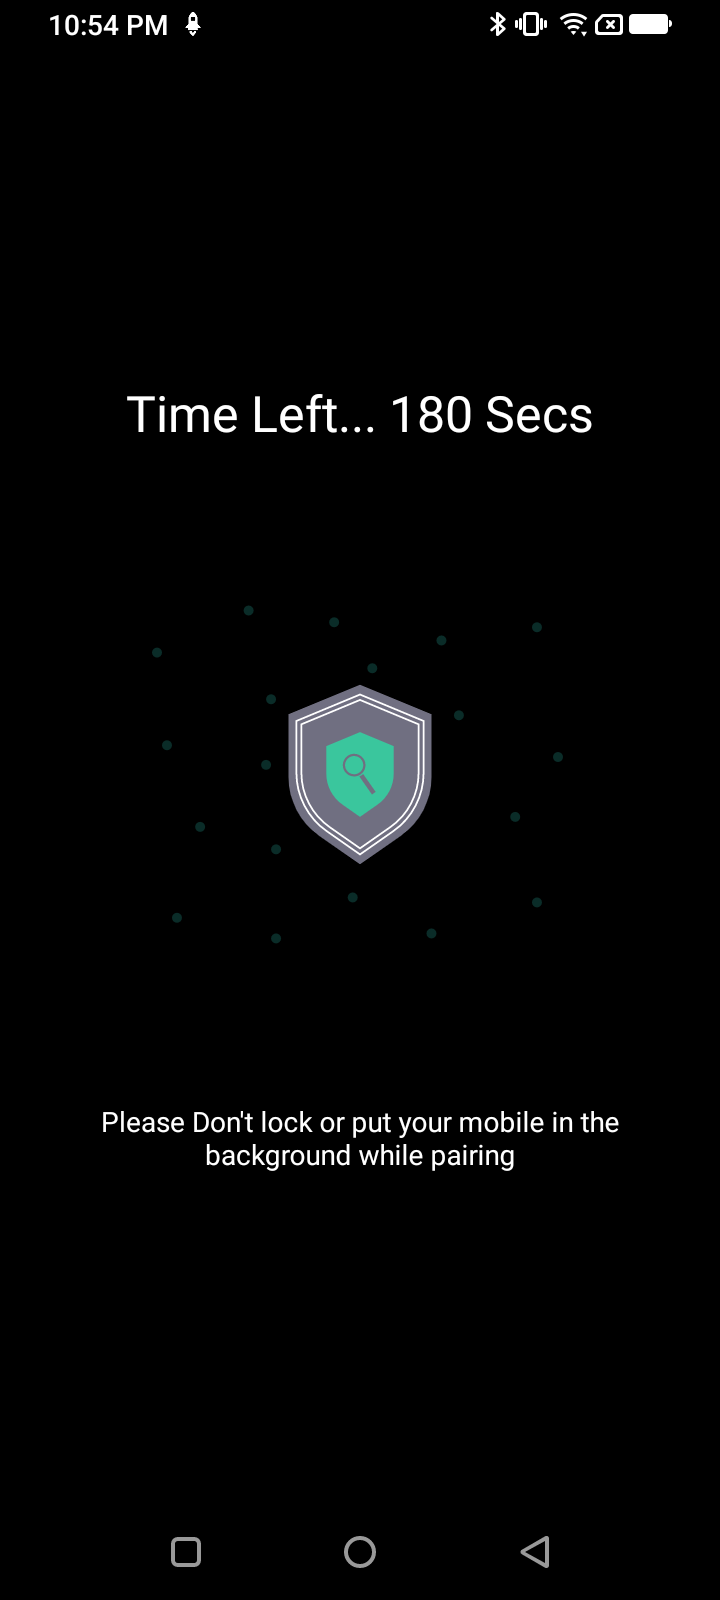 10:54 PM
Time Left... 180 Secs
Please Don't lock or put your mobile in the
background while pairing